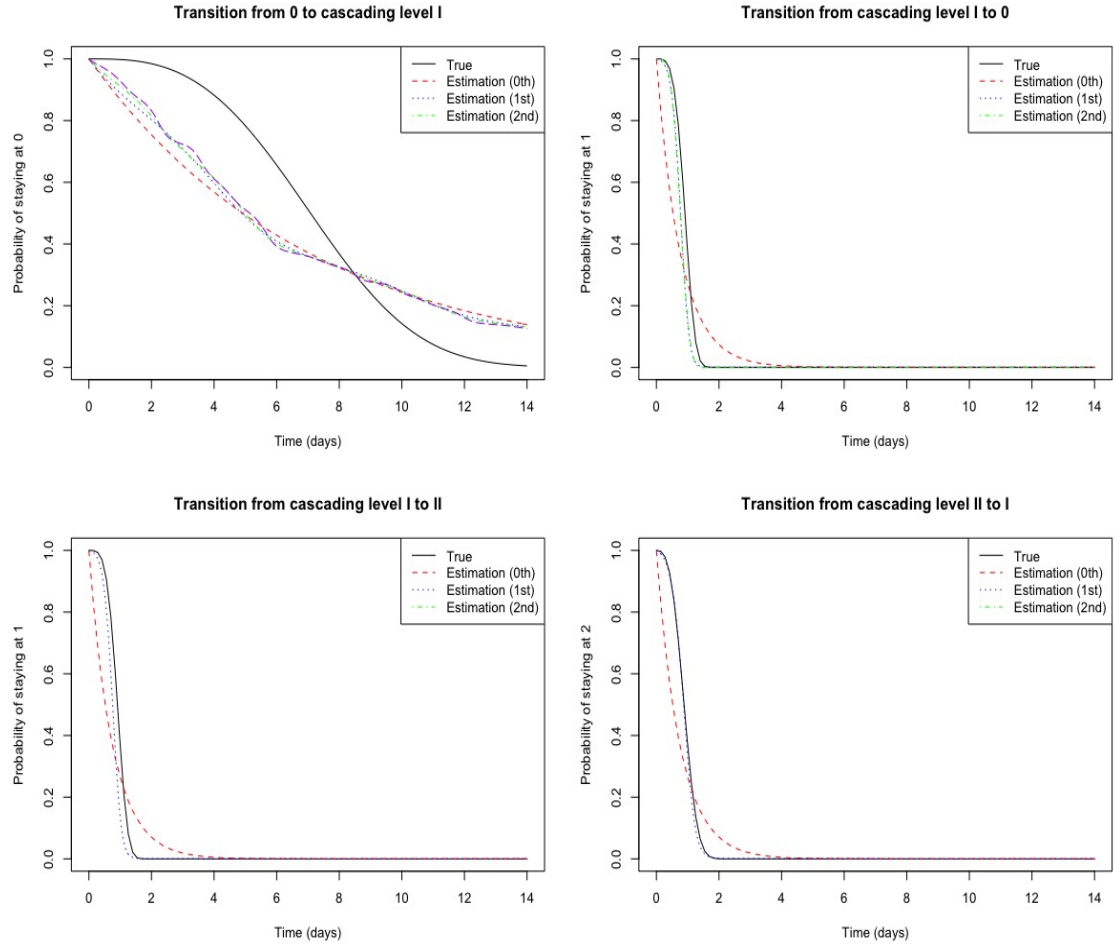 Transition from 0 to cascading level I
Probability of staying at 0
1.0
0.8
0.6
0.4
0.2
0.0
True
Estimation (0th)
Estimation (1st)
Estimation (2nd)
0 2 4 6 8 10 12 14
Time (days)
Transition from cascading level I to 0
Probability of staying at 1
1.0
0.8
0.6
0.4
0.2
0.0
True
Estimation (0th)
Estimation (1st)
Estimation (2nd)
0 2 4 6 8 10 12 14
Time (days)
Transition from cascading level I to II
Probability of staying at 1
1.0
0.8
0.6
0.4
0.2
0.0
True
Estimation (0th)
Estimation (1st)
Estimation (2nd)
0 2 4 6 8 10 12 14
Time (days)
Transition from cascading level II to I
Probability of staying at 2
1.0
0.8
0.6
0.4
0.2
0.0
True
Estimation (0th)
Estimation (1st)
Estimation (2nd)
0 2 4 6 8 10 12 14
Time (days)